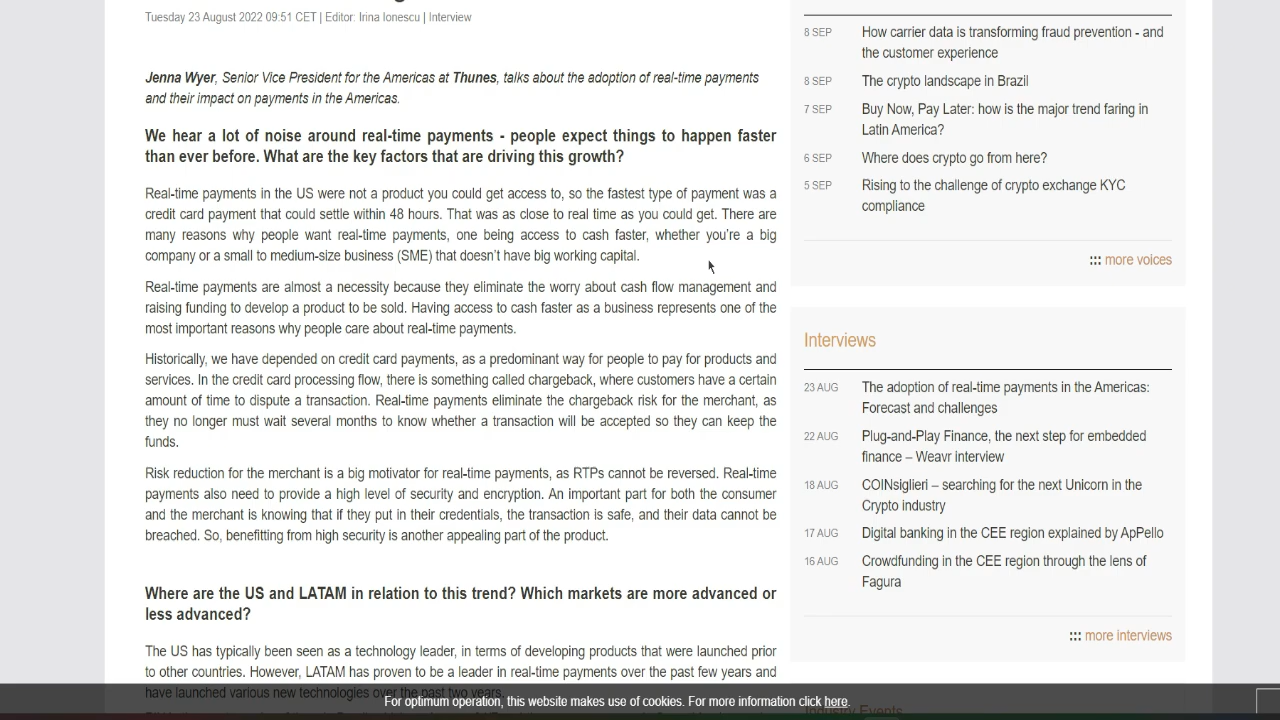 Tuesday 23 August 2022 09:51 CET | Editor: Irina Ionescu | Interview
Jenna Wyer, Senior Vice President for the Americas at Thunes, talks about the adoption of real-time payments
and their impact on payments in the Americas.
We hear a lot of noise around real-time payments - people expect things to happen faster
than ever before. What are the key factors that are driving this growth?
Real-time payments in the US were not a product you could get access to, so the fastest type of payment was a
credit card payment that could settle within 48 hours. That was as close to real time as you could get. There are
many reasons why people want real-time payments, one being access to cash faster, whether you're a big
company or a small to medium-size business (SME) that doesn't have big working capital.
Real-time payments are almost a necessity because they eliminate the worry about cash flow management and
raising funding to develop a product to be sold. Having access to cash faster as a business represents one of the
most important reasons why people care about real-time payments.
Historically, we have depended on credit card payments, as a predominant way for people to pay for products and
services. In the credit card processing flow, there is something called chargeback, where customers have a certain
amount of time to dispute a transaction. Real-time payments eliminate the chargeback risk for the merchant, as
they no longer must wait several months to know whether a transaction will be accepted so they can keep the
funds.
Risk reduction for the merchant is a big motivator for real-time payments, as RTPs cannot be reversed. Real-time
payments also need to provide a high level of security and encryption. An important part for both the consumer
and the merchant is knowing that if they put in their credentials, the transaction is safe, and their data cannot be
breached. So, benefitting from high security is another appealing part of the product.
Where are the US and LATAM in relation to this trend? Which markets are more advanced or
less advanced?
The US has typically been seen as a technology leader, in terms of developing products that were launched prior
to other countries. However, LATAM has proven to be a leader in real-time payments over the past few years and
have launched various new technologies over the past two years.
8 SEP How carrier data is transforming fraud prevention - and
the customer experience
8 SEP The crypto landscape in Brazil
7 SEP Buy Now, Pay Later: how is the major trend faring in
Latin America?
6 SEP Where does crypto go from here?
5 SEP Rising to the challenge of crypto exchange KYC
compliance
::: more voices
Interviews
23 AUG The adoption of real-time payments in the Americas:
Forecast and challenges
22 AUG Plug-and-Play Finance, the next step for embedded
finance – Weavr interview
18 AUG COINsiglieri – searching for the next Unicorn in the
Crypto industry
17 AUG Digital banking in the CEE region explained by ApPello
16 AUG Crowdfunding in the CEE region through the lens of
Fagura
::: more interviews
Industry Events
For optimum operation, this website makes use of cookies. For more information click here.